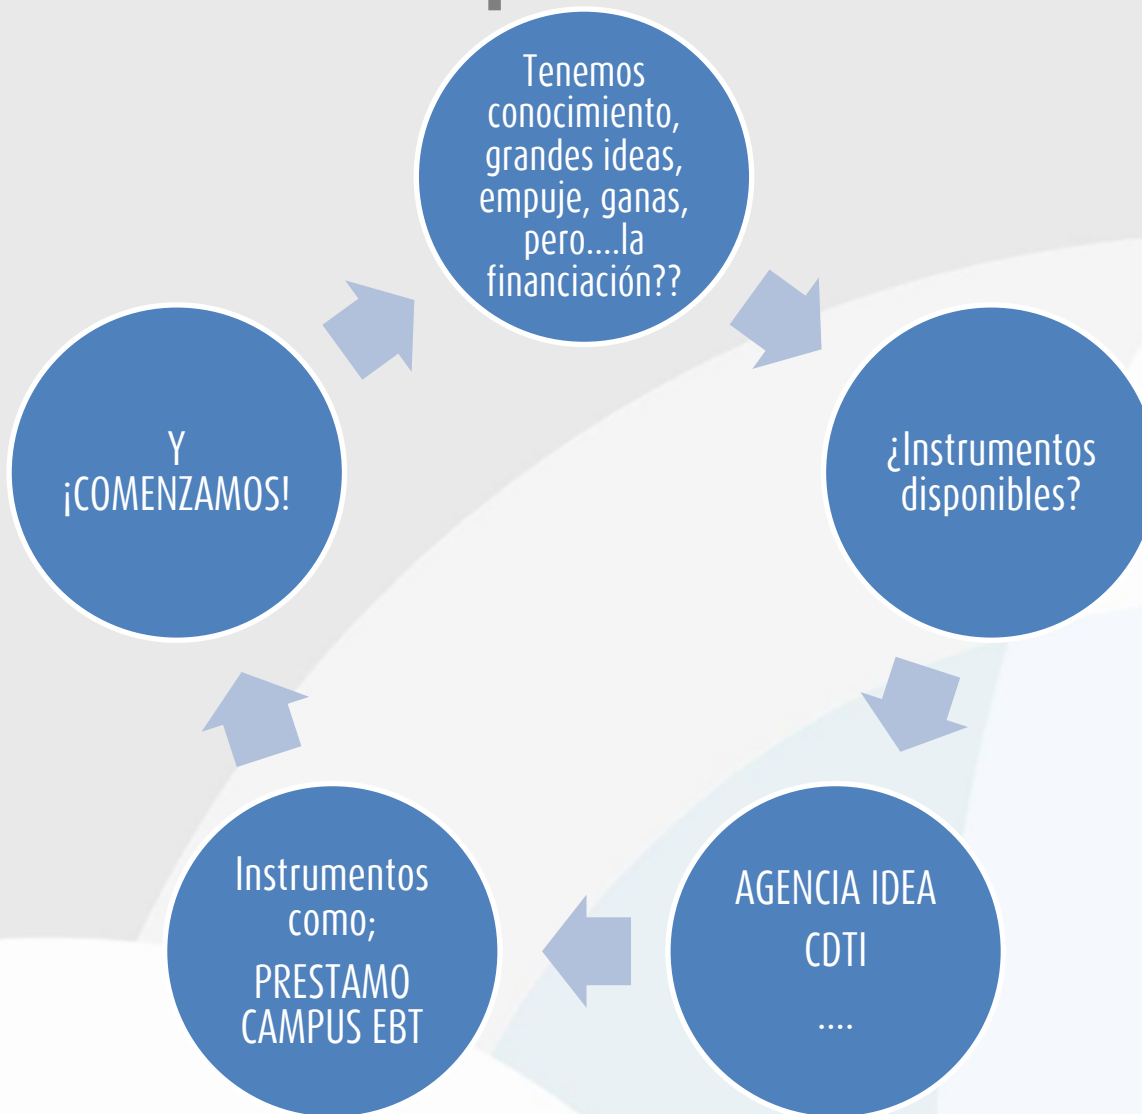 Tenemos
conocimiento,
grandes ideas,
empuje, ganas,
pero....la
financiación??
¿Instrumentos
disponibles?
AGENCIA IDEA
CDTI
....
Instrumentos
como;
PRESTAMO
CAMPUS EBT
Y
¡COMENZAMOS!